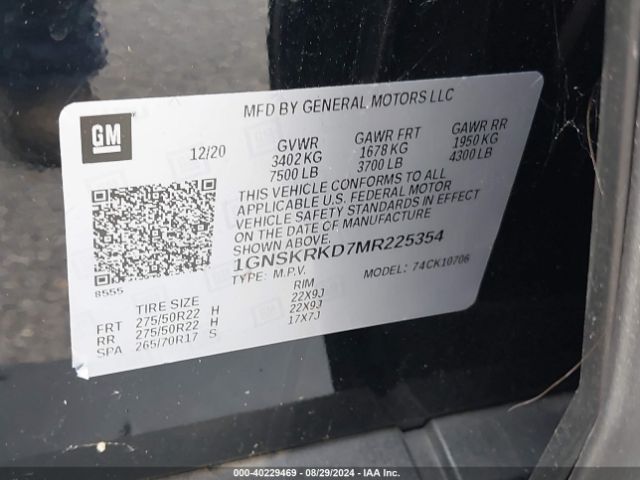 MFD BY GENERAL MOTORS LLC
GM
12/20 GVWR GAWR FRT GAWR RR
3402 KG 1678 KG 1950 KG
7500 LB 3700 LB 4300 LB
THIS VEHICLE CONFORMS TO ALL
APPLICABLE U.S. FEDERAL MOTOR
VEHICLE SAFETY STANDARDS IN EFFECT
ON THE DATE OF MANUFACTURE
SHOWN ABOVE.
1GNSKRKD7MR225354
TYPE: M.P.V. MODEL: 74CK10706
8555
TIRE SIZE RIM
FRT 275/50R22 H 22X9J
RR 275/50R22 H 22X9J
SPA 265/70R17 S 17X7J
000-40229469 - 08/29/2024 - IAA Inc.